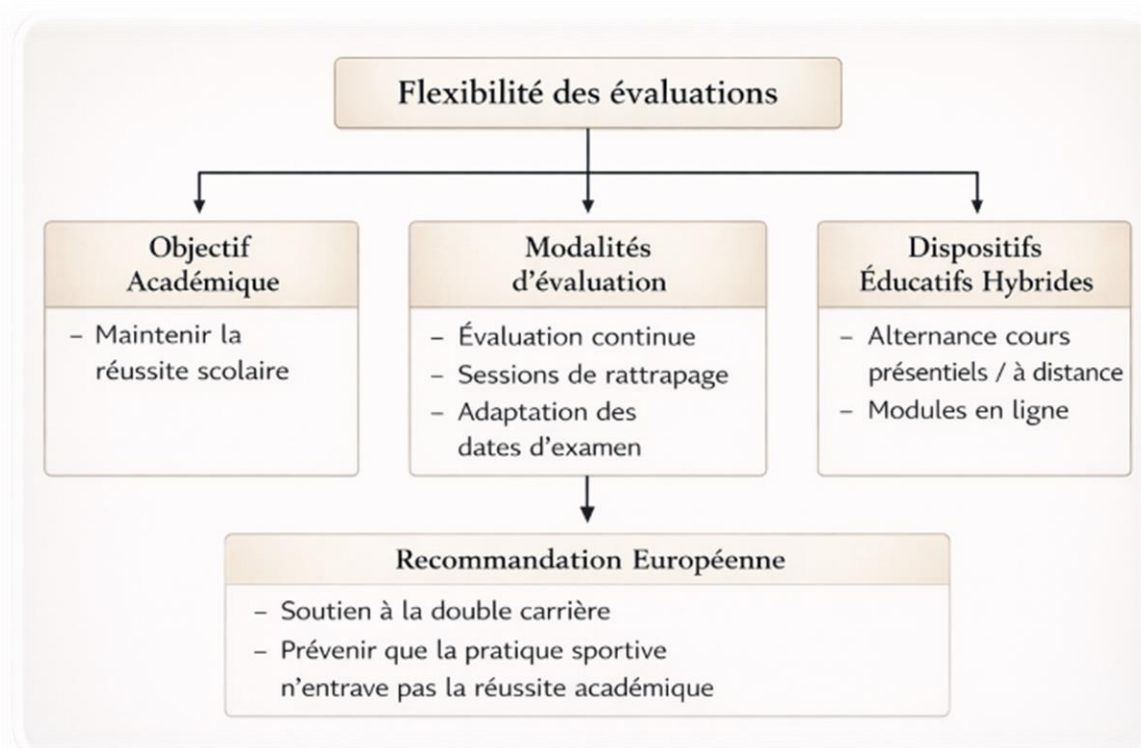 Flexibilité des évaluations
Objectif
Académique
– Maintenir la
réussite scolaire
Modalités
d’évaluation
– Évaluation continue
– Sessions de rattrapage
– Adaptation des
dates d’examen
Dispositifs
Éducatifs Hybrides
– Alternance cours
présentiels / à distance
– Modules en ligne
Recommandation Européenne
– Soutien à la double carrière
– Prévenir que la pratique sportive
n’entrave pas la réussite académique